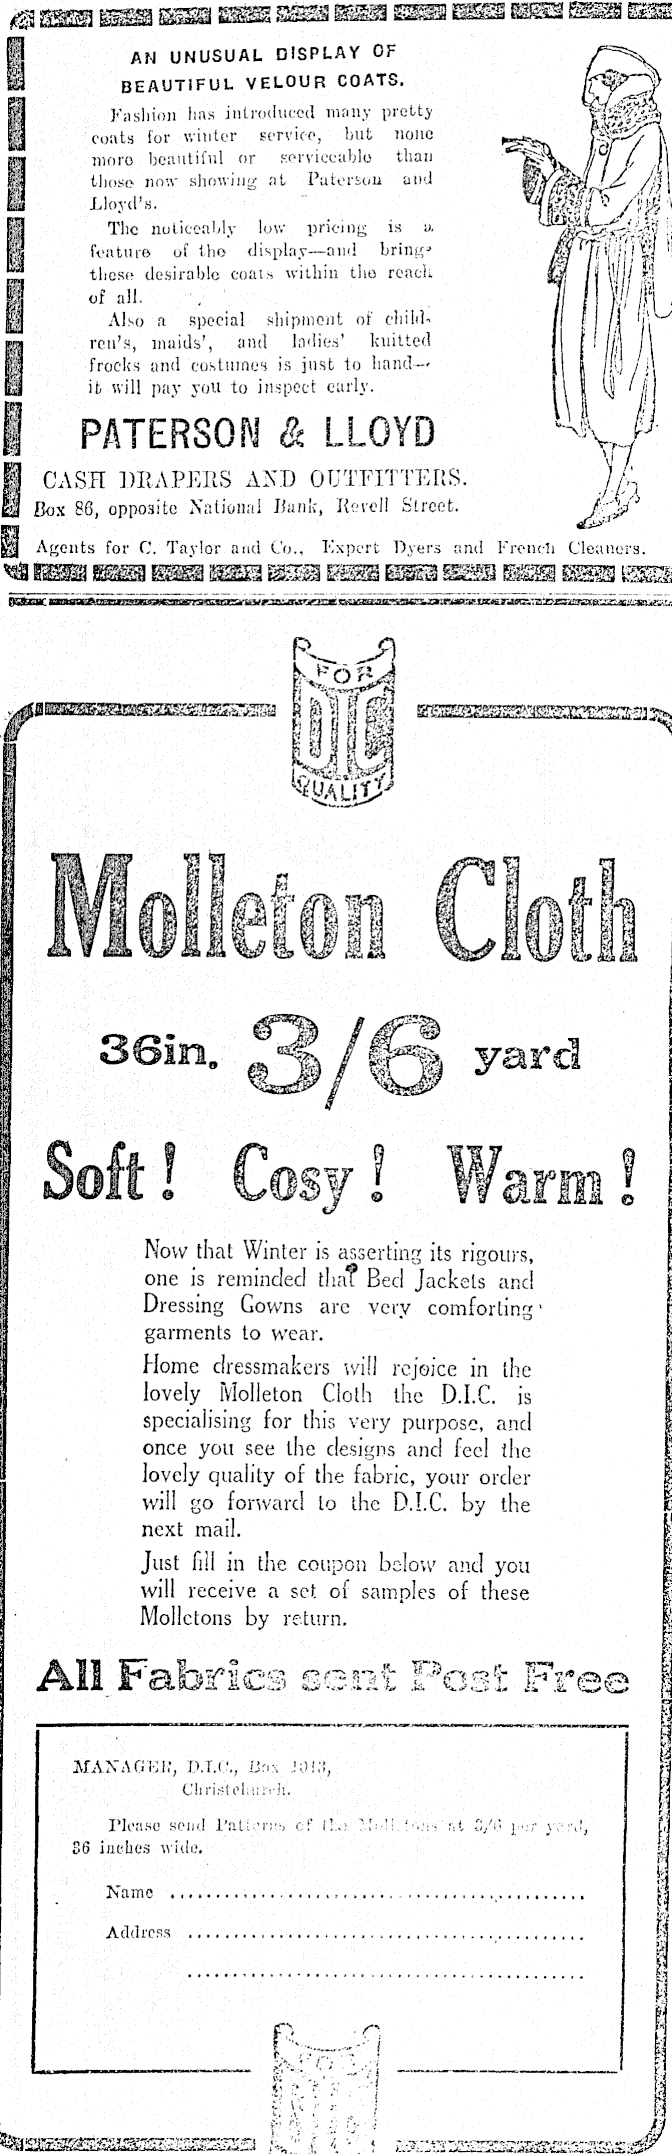 AN UNUSUAL DISPLAY OF
BEAUTIFUL VELOUR COATS.
Fashion has introduced many pretty
coats for winter service, but none
more beautiful or serviceable than
those now showing at Paterson and
Lloyd's.
The noticeably low pricing is a
feature of the display—and brings
these desirable coats within the reach
of all.
Also a special shipment of child-
ren's, maids', and ladies' knitted
frocks and costumes is just to hand—
it will pay you to inspect early.
PATERSON & LLOYD
CASH DRAPERS AND OUTFITTERS.
Box 86, opposite National Bank, Revell Street.
Agents for C. Taylor and Co., Expert Dyers and French Cleaners.
FOR
DIC
QUALITY
Molleton Cloth
36in. 3/6 yard
Soft! Cosy! Warm!
Now that Winter is asserting its rigours,
one is reminded that Bed Jackets and
Dressing Gowns are very comforting
garments to wear.
Home dressmakers will rejoice in the
lovely Molleton Cloth the D.I.C. is
specialising for this very purpose, and
once you see the designs and feel the
lovely quality of the fabric, your order
will go forward to the D.I.C. by the
next mail.
Just fill in the coupon below and you
will receive a set of samples of these
Molletons by return.
All Fabrics sent Post Free
MANAGER, D.I.C., Box
Christchurch.
Please send Patterns of the Molletons at 3/6 per yard,
36 inches wide.
Name ................................................
Address ................................................
................................................
FOR
DIC